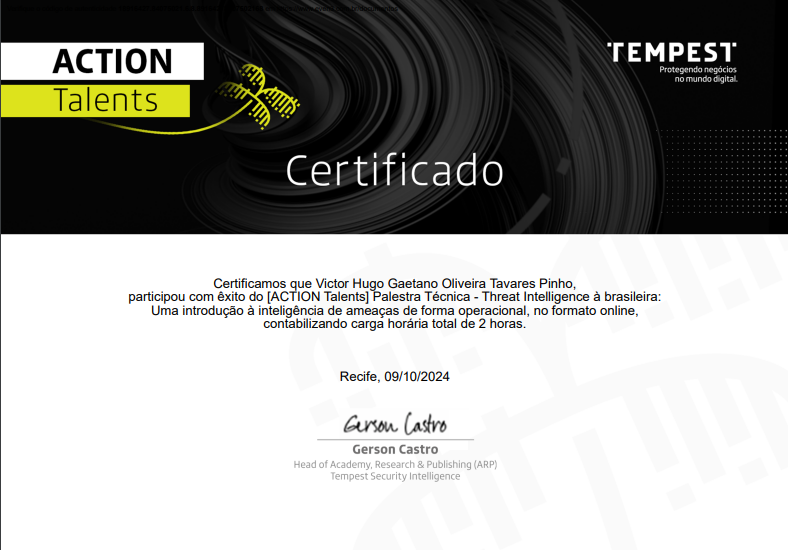 ACTION
Talents
TEMPEST
Protegendo negócios
no mundo digital.
Certificado
Certificamos que Victor Hugo Gaetano Oliveira Tavares Pinho,
participou com êxito do [ACTION Talents] Palestra Técnica - Threat Intelligence à brasileira:
Uma introdução à inteligência de ameaças de forma operacional, no formato online,
contabilizando carga horária total de 2 horas.
Recife, 09/10/2024
Gerson Castro
Gerson Castro
Head of Academy, Research & Publishing (ARP)
Tempest Security Intelligence